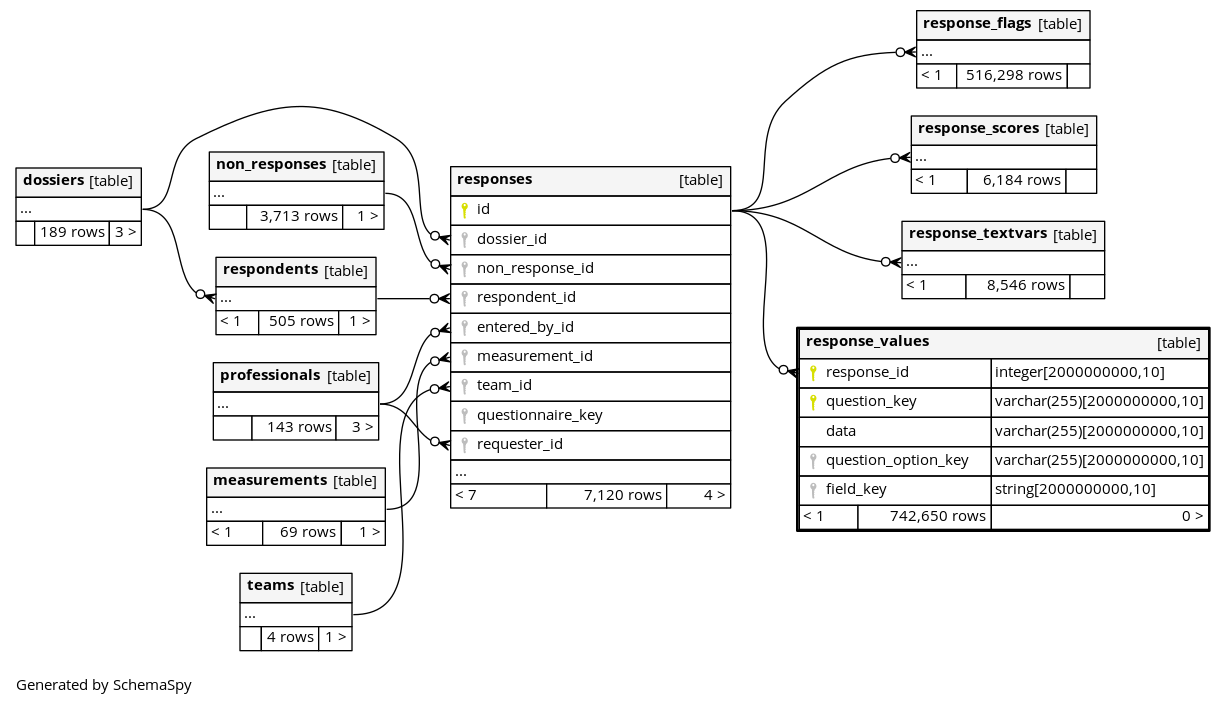 response_flags [table]
...
< 1 516,298 rows
response_scores [table]
...
< 1 6,184 rows
response_textvars [table]
...
< 1 8,546 rows
dossiers [table]
...
189 rows 3 >
non_responses [table]
...
3,713 rows 1 >
respondents [table]
...
< 1 505 rows 1 >
professionals [table]
...
143 rows 3 >
measurements [table]
...
< 1 69 rows 1 >
teams [table]
...
4 rows 1 >
responses [table]
id
dossier_id
non_response_id
respondent_id
entered_by_id
measurement_id
team_id
questionnaire_key
requester_id
...
< 7 7,120 rows 4 >
response_values [table]
response_id integer[2000000000,10]
question_key varchar(255)[2000000000,10]
data varchar(255)[2000000000,10]
question_option_key varchar(255)[2000000000,10]
field_key string[2000000000,10]
< 1 742,650 rows 0 >
Generated by SchemaSpy